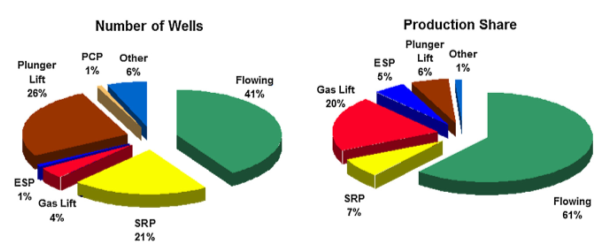 Number of Wells
PCP
1%
Other
6%
Plunger
Lift
26%
Flowing
41%
ESP
1%
Gas Lift
4%
SRP
21%
Production Share
Plunger
Lift
6%
Other
1%
ESP
5%
Gas Lift
20%
SRP
7%
Flowing
61%